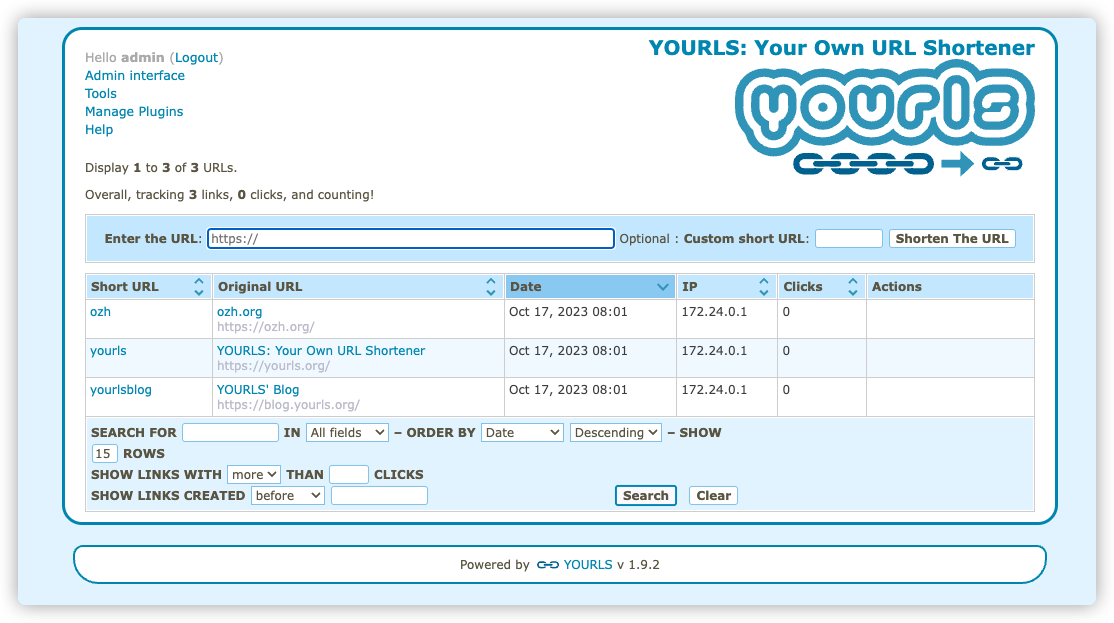 Hello admin (Logout)
Admin interface
Tools
Manage Plugins
Help
YOURLS: Your Own URL Shortener
yourls
Display 1 to 3 of 3 URLs.
Overall, tracking 3 links, 0 clicks, and counting!
Enter the URL: https:// Optional : Custom short URL: Shorten The URL
Short URL Original URL Date IP Clicks Actions
ozh ozh.org Oct 17, 2023 08:01 172.24.0.1 0
https://ozh.org/
yourls YOURLS: Your Own URL Shortener Oct 17, 2023 08:01 172.24.0.1 0
https://yourls.org/
yourlsblog YOURLS' Blog Oct 17, 2023 08:01 172.24.0.1 0
https://blog.yourls.org/
SEARCH FOR IN All fields – ORDER BY Date Descending – SHOW
15 ROWS
SHOW LINKS WITH more THAN CLICKS
SHOW LINKS CREATED before Search Clear
Powered by YOURLS v 1.9.2